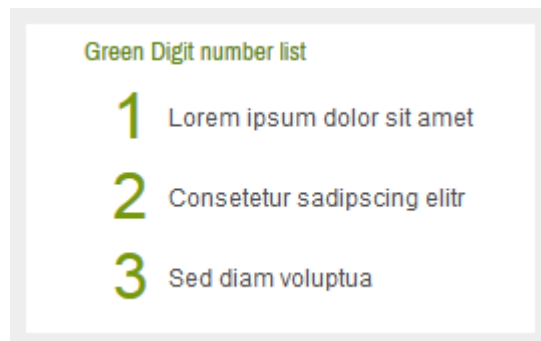 Green Digit number list
1 Lorem ipsum dolor sit amet
2 Consetetur sadipscing elitr
3 Sed diam voluptua